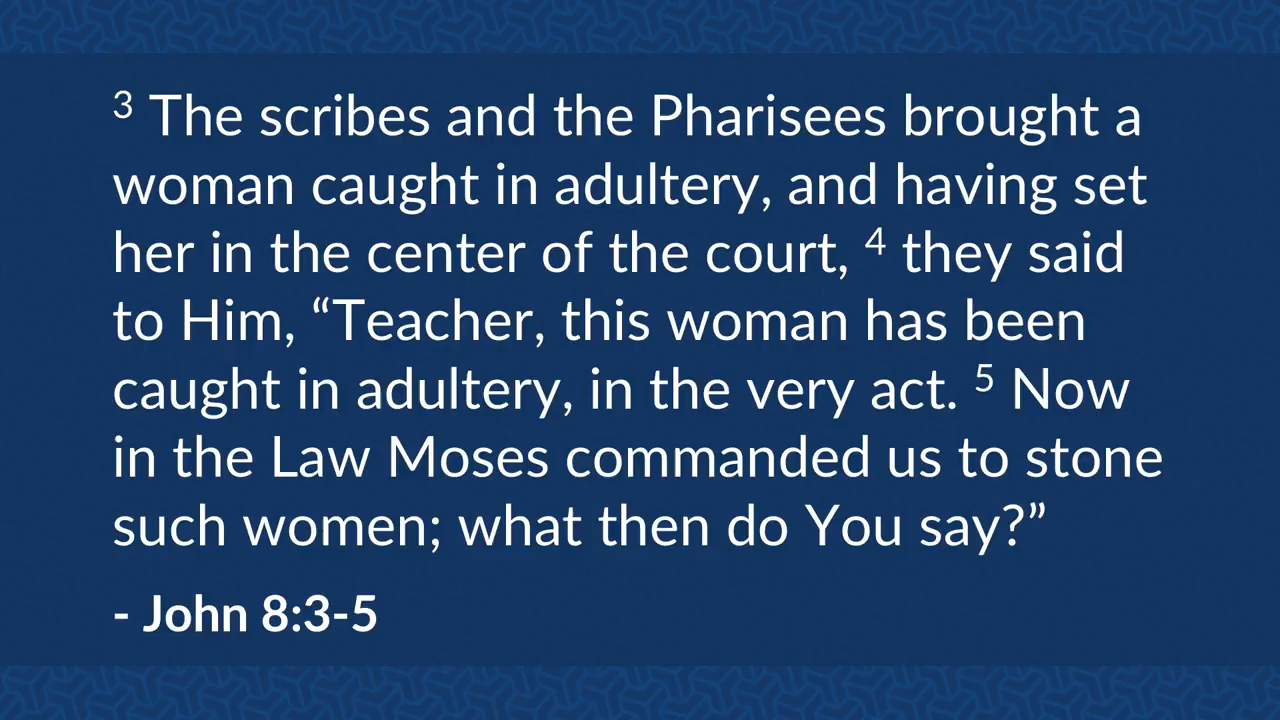 ³ The scribes and the Pharisees brought a
woman caught in adultery, and having set
her in the center of the court, ⁴ they said
to Him, “Teacher, this woman has been
caught in adultery, in the very act. ⁵ Now
in the Law Moses commanded us to stone
such women; what then do You say?”
- John 8:3-5